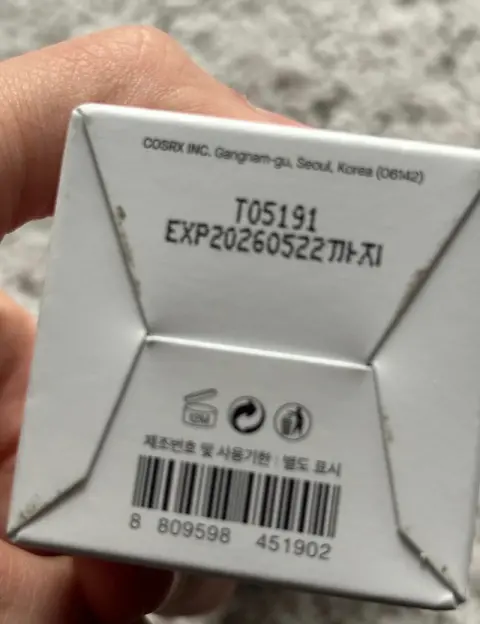 COSRX INC. Gangnam-gu, Seoul, Korea (06142)
T05191
EXP20260522까지
12M
제조번호 및 사용기한 : 별도 표시
8 809598 451902